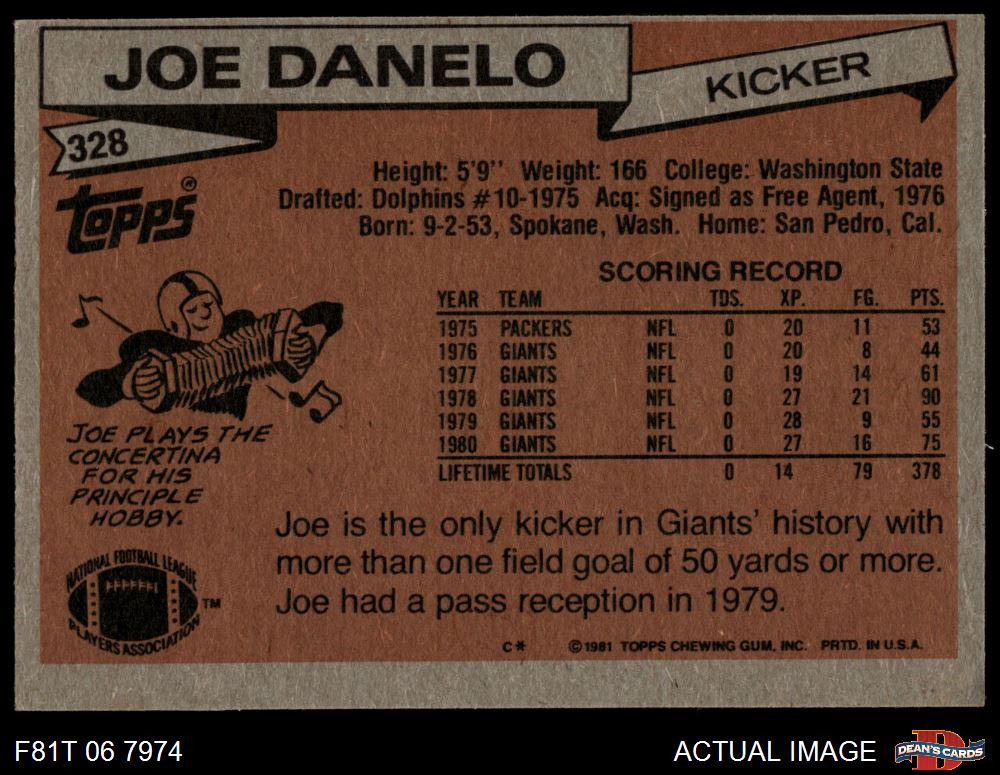 JOE DANELO
KICKER
328
TOPPS®
Height: 5'9'' Weight: 166 College: Washington State
Drafted: Dolphins #10-1975 Acq: Signed as Free Agent, 1976
Born: 9-2-53, Spokane, Wash. Home: San Pedro, Cal.
SCORING RECORD
YEAR TEAM TDS. XP. FG. PTS.
1975 PACKERS NFL 0 20 11 53
1976 GIANTS NFL 0 20 8 44
1977 GIANTS NFL 0 19 14 61
1978 GIANTS NFL 0 27 21 90
1979 GIANTS NFL 0 28 9 55
1980 GIANTS NFL 0 27 16 75
LIFETIME TOTALS 0 14 79 378
JOE PLAYS THE
CONCERTINA
FOR HIS
PRINCIPLE
HOBBY.
Joe is the only kicker in Giants' history with
more than one field goal of 50 yards or more.
Joe had a pass reception in 1979.
NATIONAL FOOTBALL LEAGUE
PLAYERS ASSOCIATION
TM
C* ©1981 TOPPS CHEWING GUM, INC. PRTD. IN U.S.A.
F81T 06 7974
ACTUAL IMAGE
DEAN'S CARDS